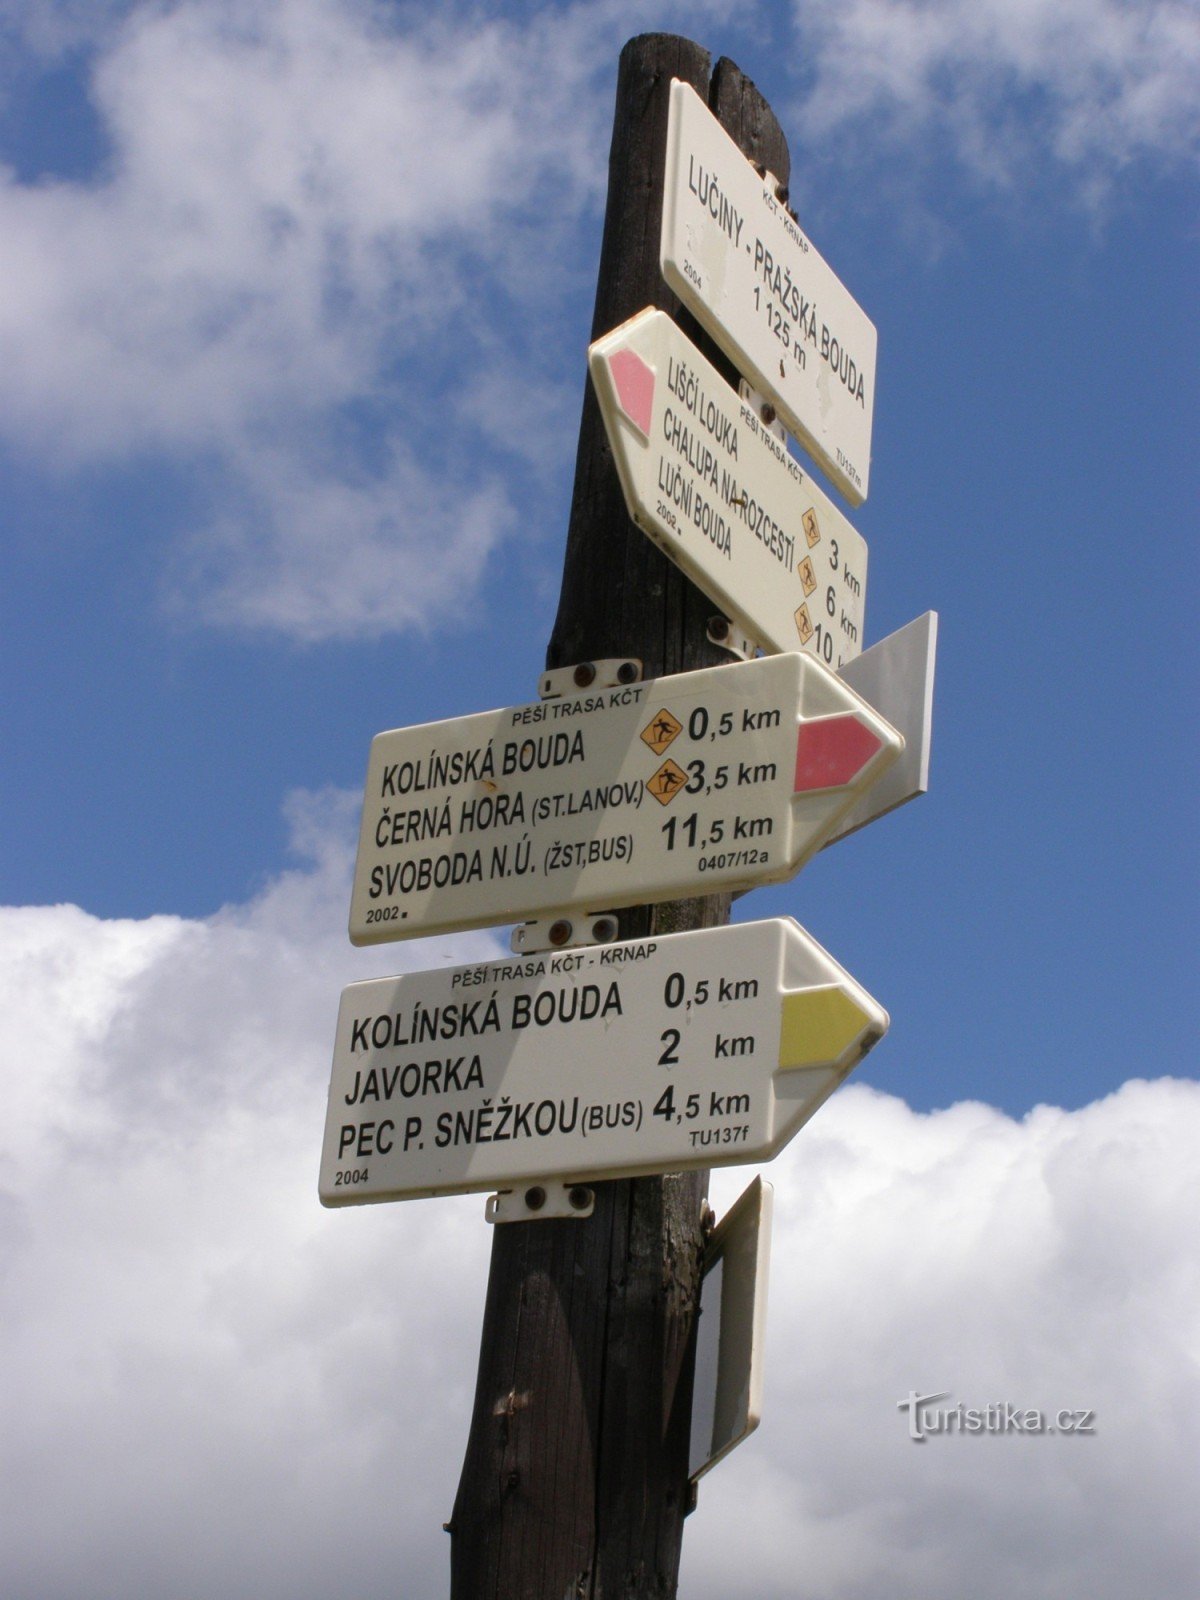 KČT - KRNAP
LUČINY - PRAŽSKÁ BOUDA
1 125 m
2004
TU137m
PĚŠÍ TRASA KČT
LIŠČÍ LOUKA 3 km
CHALUPA NA ROZCESTÍ 6 km
LUČNÍ BOUDA 10
2002.
PĚŠÍ TRASA KČT
KOLÍNSKÁ BOUDA 0,5 km
ČERNÁ HORA (ST.LANOV.) 3,5 km
SVOBODA N.Ú. (ŽST,BUS) 11,5 km
2002. 0407/12a
PĚŠÍ TRASA KČT - KRNAP
KOLÍNSKÁ BOUDA 0,5 km
JAVORKA 2 km
PEC P. SNĚŽKOU (BUS) 4,5 km
2004 TU137f
Turistika.cz